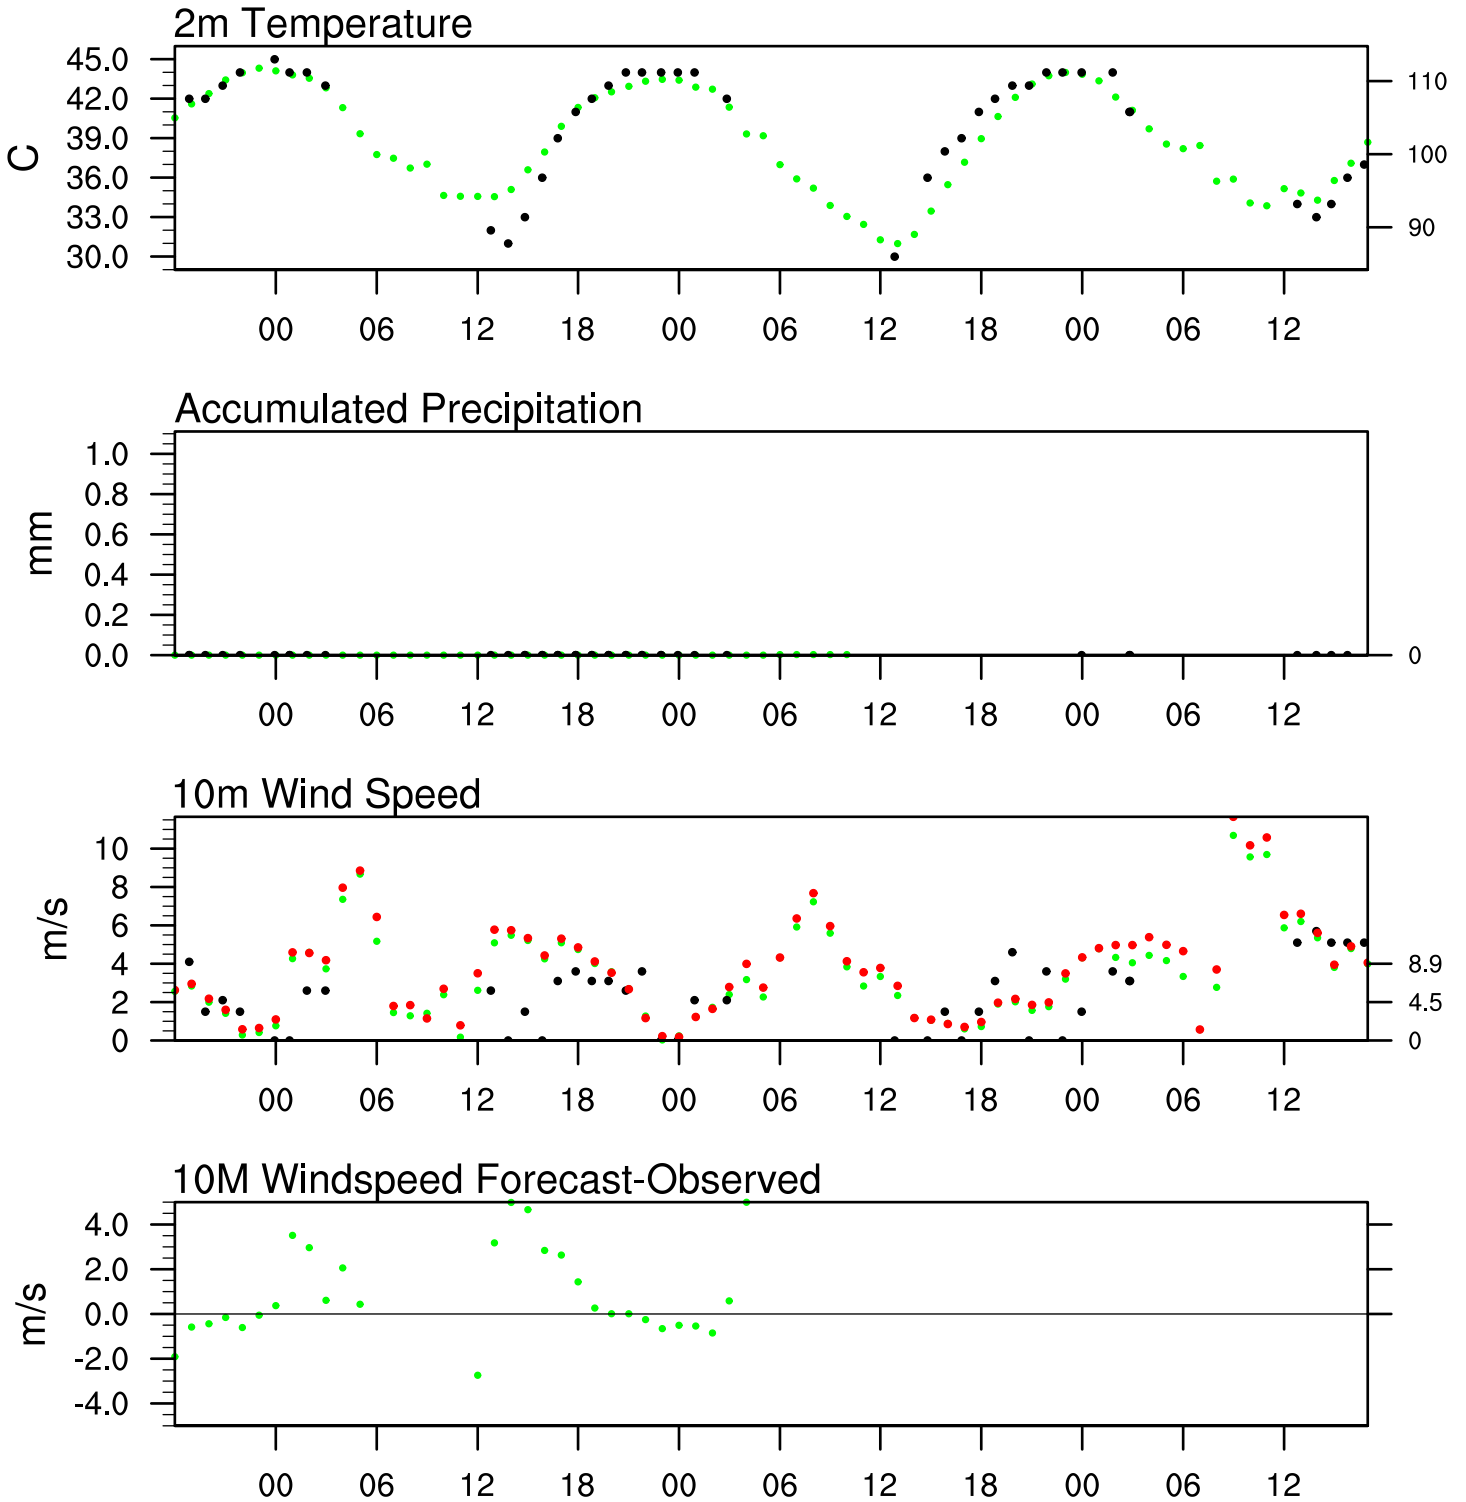 2m Temperature
45.0
42.0
39.0
36.0
33.0
30.0
C
110
100
90
00 06 12 18 00 06 12 18 00 06 12
Accumulated Precipitation
1.0
0.8
0.6
0.4
0.2
0.0
mm
0
00 06 12 18 00 06 12 18 00 06 12
10m Wind Speed
10
8
6
4
2
0
m/s
8.9
4.5
0
00 06 12 18 00 06 12 18 00 06 12
10M Windspeed Forecast-Observed
4.0
2.0
0.0
-2.0
-4.0
m/s
00 06 12 18 00 06 12 18 00 06 12